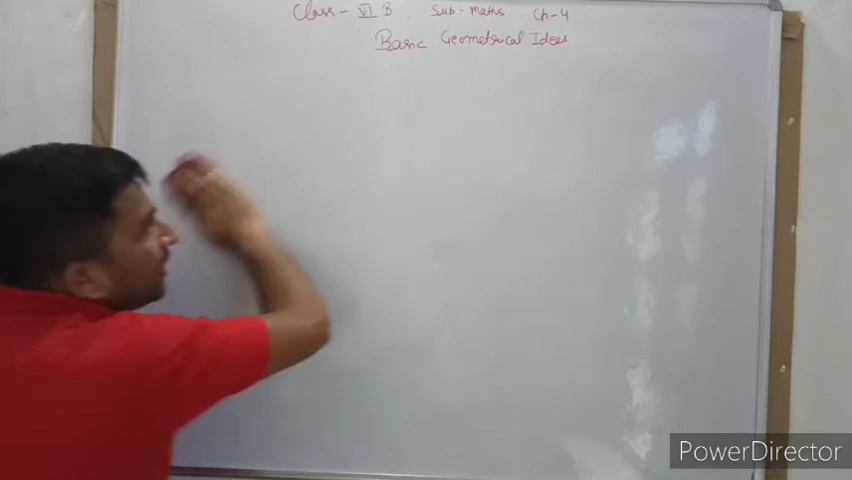 Class - VI B. Sub - Maths Ch-4
Basic Geometrical Ideas
PowerDirector